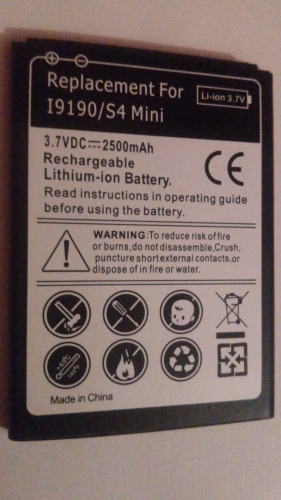 Replacement For
I9190/S4 Mini
Li-ion 3.7V
3.7VDC 2500mAh
Rechargeable
Lithium-ion Battery.
Read instructions in operating guide
before using the battery.
CE
WARNING: To reduce risk of fire
or burns,do not disassemble,Crush,
puncture short external contacts,or
dispose of in fire or water.
Made in China